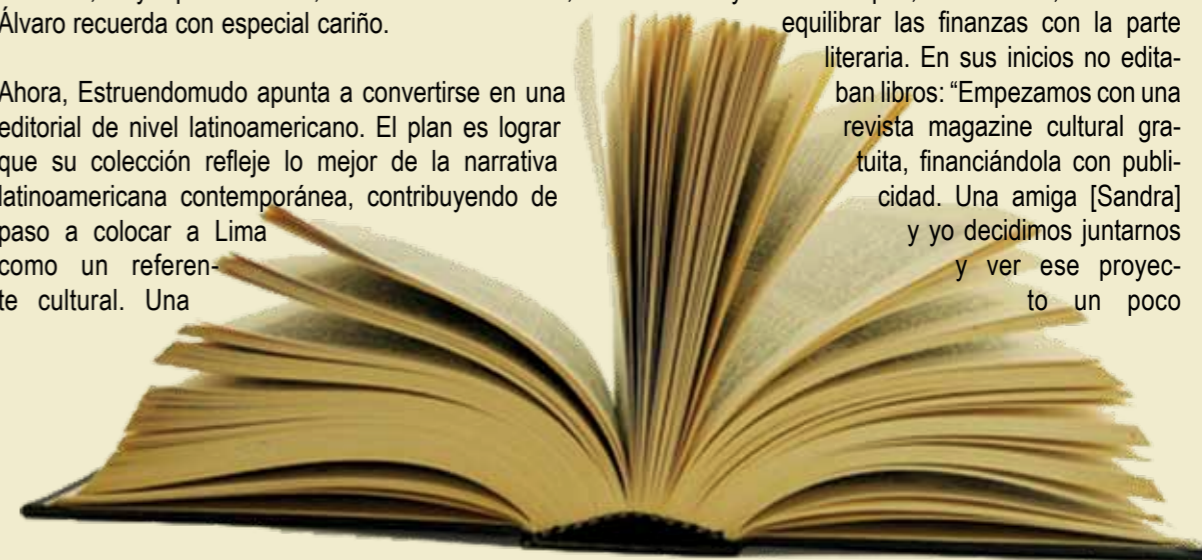 Álvaro recuerda con especial cariño.
Ahora, Estruendomudo apunta a convertirse en una
editorial de nivel latinoamericano. El plan es lograr
que su colección refleje lo mejor de la narrativa
latinoamericana contemporánea, contribuyendo de
paso a colocar a Lima
como un referen-
te cultural. Una
equilibrar las finanzas con la parte
literaria. En sus inicios no edita-
ban libros: “Empezamos con una
revista magazine cultural gra-
tuita, financiándola con publi-
cidad. Una amiga [Sandra]
y yo decidimos juntarnos
y ver ese proyec-
to un poco